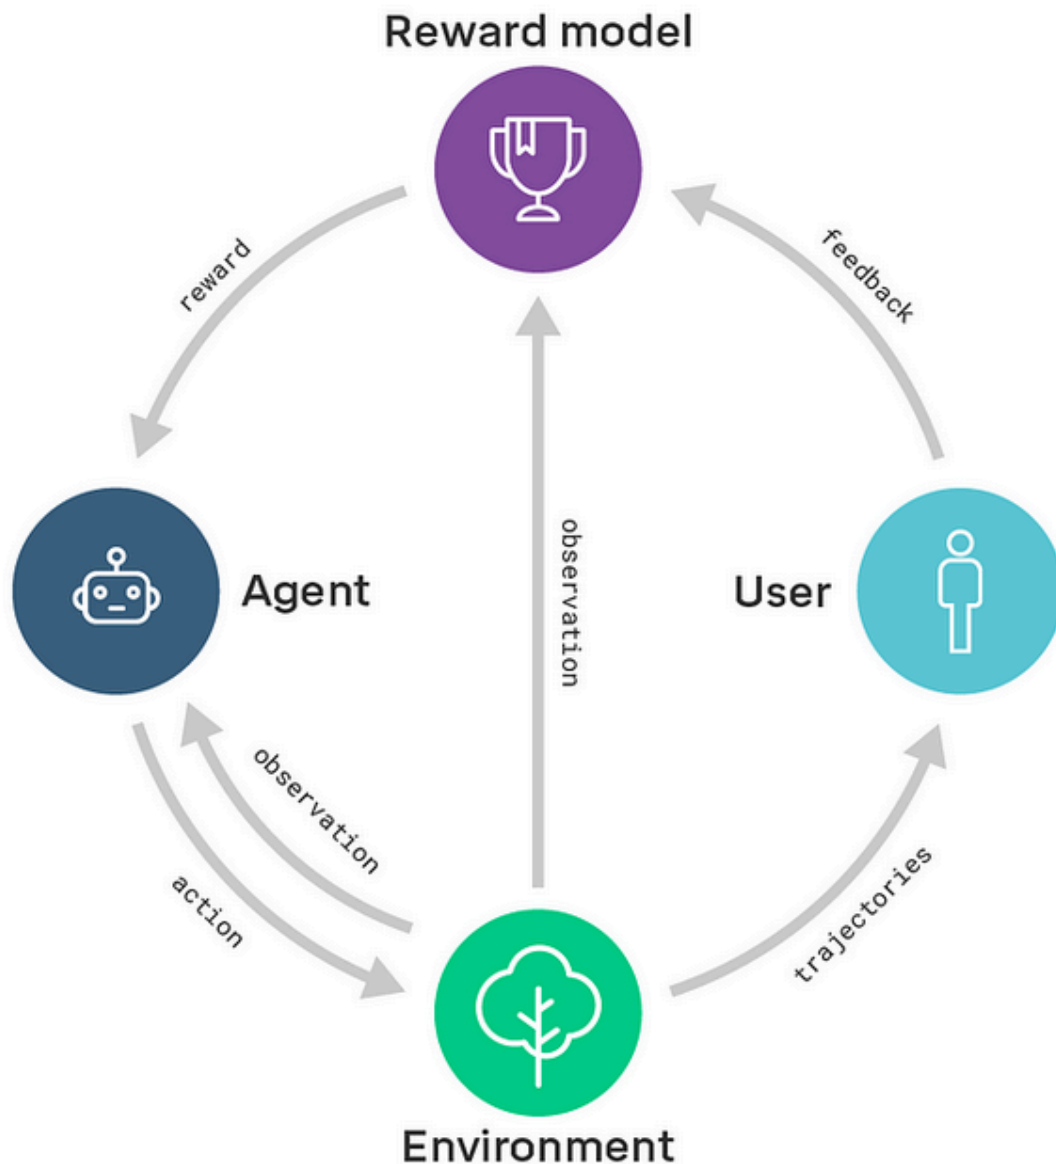 Reward model
reward
feedback
observation
Agent
User
observation
action
trajectories
Environment